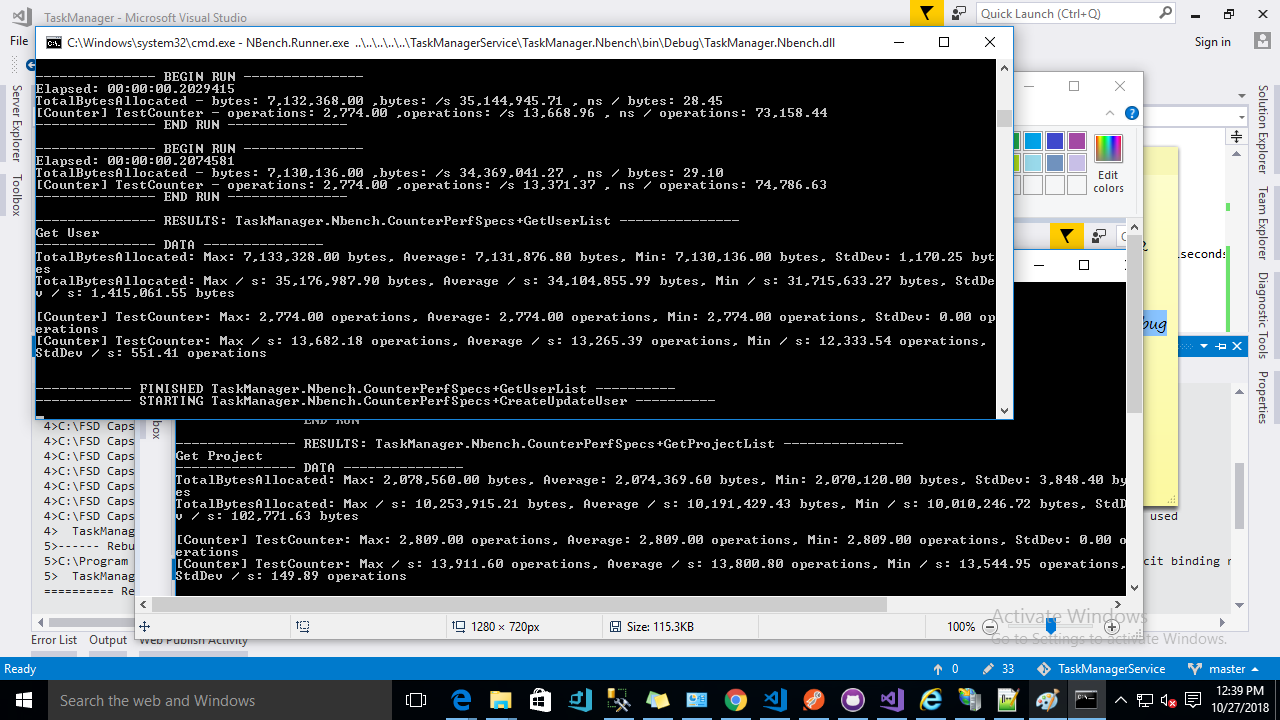 TaskManager - Microsoft Visual Studio
Quick Launch (Ctrl+Q)
File
Sign in
C:\Windows\system32\cmd.exe - NBench.Runner.exe ..\..\..\..\TaskManagerService\TaskManager.Nbench\bin\Debug\TaskManager.Nbench.dll
--------------- BEGIN RUN ---------------
Elapsed: 00:00:00.2029415
TotalBytesAllocated - bytes: 7,132,368.00 ,bytes: /s 35,144,945.71 , ns / bytes: 28.45
[Counter] TestCounter - operations: 2,774.00 ,operations: /s 13,668.96 , ns / operations: 73,158.44
--------------- END RUN ---------------
--------------- BEGIN RUN ---------------
Elapsed: 00:00:00.2074581
TotalBytesAllocated - bytes: 7,130,136.00 ,bytes: /s 34,369,041.27 , ns / bytes: 29.10
[Counter] TestCounter - operations: 2,774.00 ,operations: /s 13,371.37 , ns / operations: 74,786.63
--------------- END RUN ---------------
--------------- RESULTS: TaskManager.Nbench.CounterPerfSpecs+GetUserList ---------------
Get User
--------------- DATA ---------------
TotalBytesAllocated: Max: 7,133,328.00 bytes, Average: 7,131,876.80 bytes, Min: 7,130,136.00 bytes, StdDev: 1,170.25 byt
es
TotalBytesAllocated: Max / s: 35,176,987.90 bytes, Average / s: 34,104,855.99 bytes, Min / s: 31,715,633.27 bytes, StdDe
v / s: 1,415,061.55 bytes
[Counter] TestCounter: Max: 2,774.00 operations, Average: 2,774.00 operations, Min: 2,774.00 operations, StdDev: 0.00 op
erations
[Counter] TestCounter: Max / s: 13,682.18 operations, Average / s: 13,265.39 operations, Min / s: 12,333.54 operations,
StdDev / s: 551.41 operations
------------ FINISHED TaskManager.Nbench.CounterPerfSpecs+GetUserList ----------
------------ STARTING TaskManager.Nbench.CounterPerfSpecs+CreateUpdateUser ----------
Server Explorer
Toolbox
Edit
colors
Solution Explorer
Team Explorer
Notifications
Diagnostic Tools
Properties
box
END RUN
--------------- RESULTS: TaskManager.Nbench.CounterPerfSpecs+GetProjectList ---------------
Get Project
--------------- DATA ---------------
TotalBytesAllocated: Max: 2,078,560.00 bytes, Average: 2,074,369.60 bytes, Min: 2,070,120.00 bytes, StdDev: 3,848.40 by
es
TotalBytesAllocated: Max / s: 10,253,915.21 bytes, Average / s: 10,191,429.43 bytes, Min / s: 10,010,246.72 bytes, StdD
v / s: 102,771.63 bytes
[Counter] TestCounter: Max: 2,809.00 operations, Average: 2,809.00 operations, Min: 2,809.00 operations, StdDev: 0.00 o
erations
[Counter] TestCounter: Max / s: 13,911.60 operations, Average / s: 13,800.80 operations, Min / s: 13,544.95 operations,
StdDev / s: 149.89 operations
4>C:\FSD Caps
4>C:\FSD Caps
4>C:\FSD Caps
4>C:\FSD Caps
4>C:\FSD Caps
4>C:\FSD Caps
4>C:\FSD Caps
4> TaskManag
5>------ Rebu
5>C:\Program
5> TaskManag
========== Re
iseconds
bug
used
cit binding r
1280 × 720px
Size: 115.3KB
100%
Activate Windows
Go to Settings to activate Windows.
Error List
Output
Web Publish Activity
Ready
0
33
TaskManagerService
master
Search the web and Windows
12:39 PM
10/27/2018